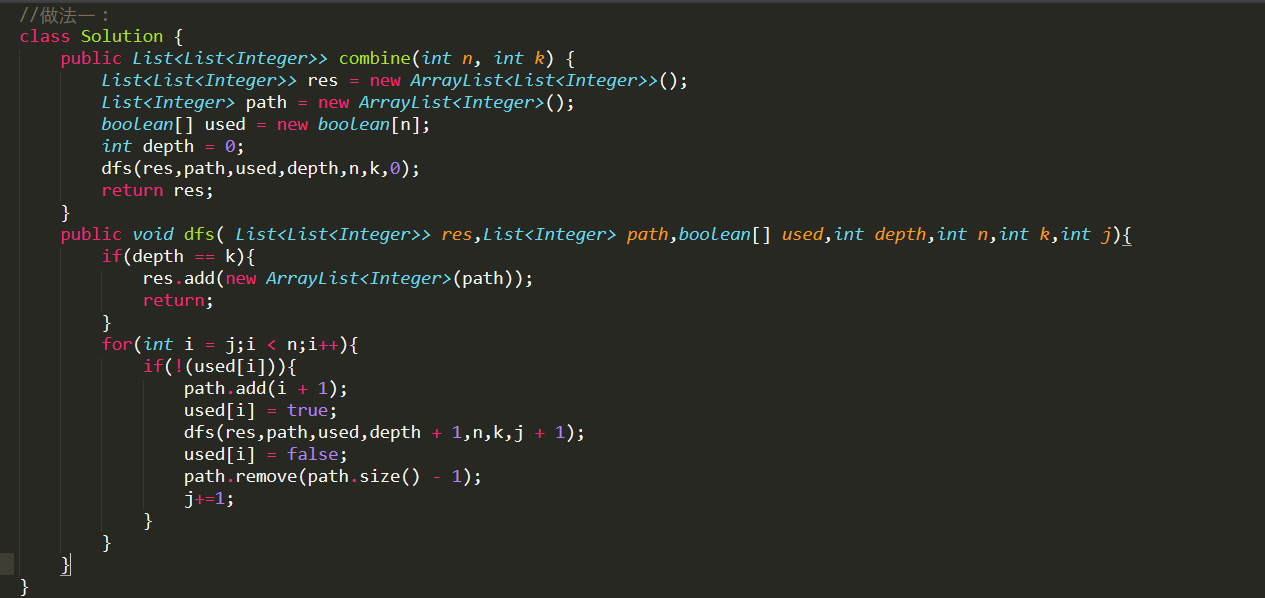 //做法一：
class Solution {
    public List<List<Integer>> combine(int n, int k) {
        List<List<Integer>> res = new ArrayList<List<Integer>>();
        List<Integer> path = new ArrayList<Integer>();
        boolean[] used = new boolean[n];
        int depth = 0;
        dfs(res,path,used,depth,n,k,0);
        return res;
    }
    public void dfs( List<List<Integer>> res,List<Integer> path,boolean[] used,int depth,int n,int k,int j){
        if(depth == k){
            res.add(new ArrayList<Integer>(path));
            return;
        }
        for(int i = j;i < n;i++){
            if(!(used[i])){
                path.add(i + 1);
                used[i] = true;
                dfs(res,path,used,depth + 1,n,k,j + 1);
                used[i] = false;
                path.remove(path.size() - 1);
                j+=1;
            }
        }
    }
}